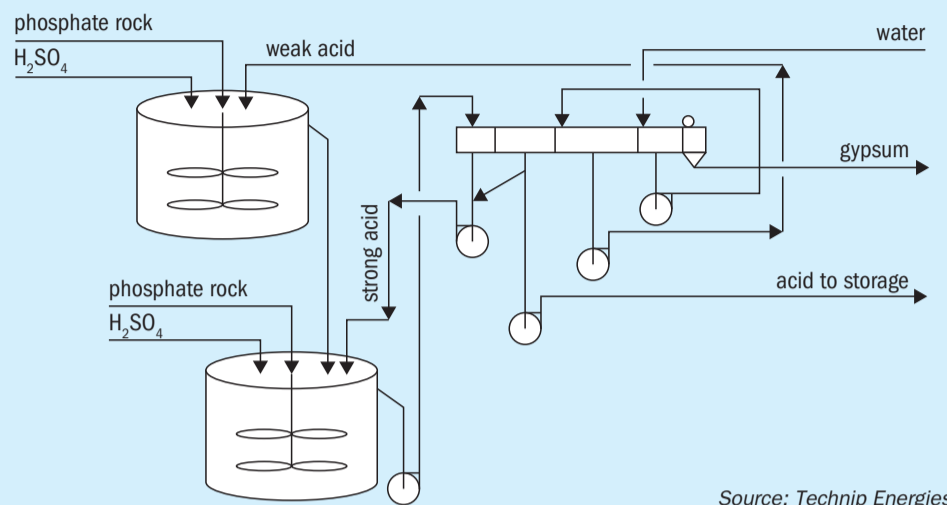 phosphate rock
H₂SO₄
weak acid
water
gypsum
strong acid
acid to storage
phosphate rock
H₂SO₄
Source: Technip Energies